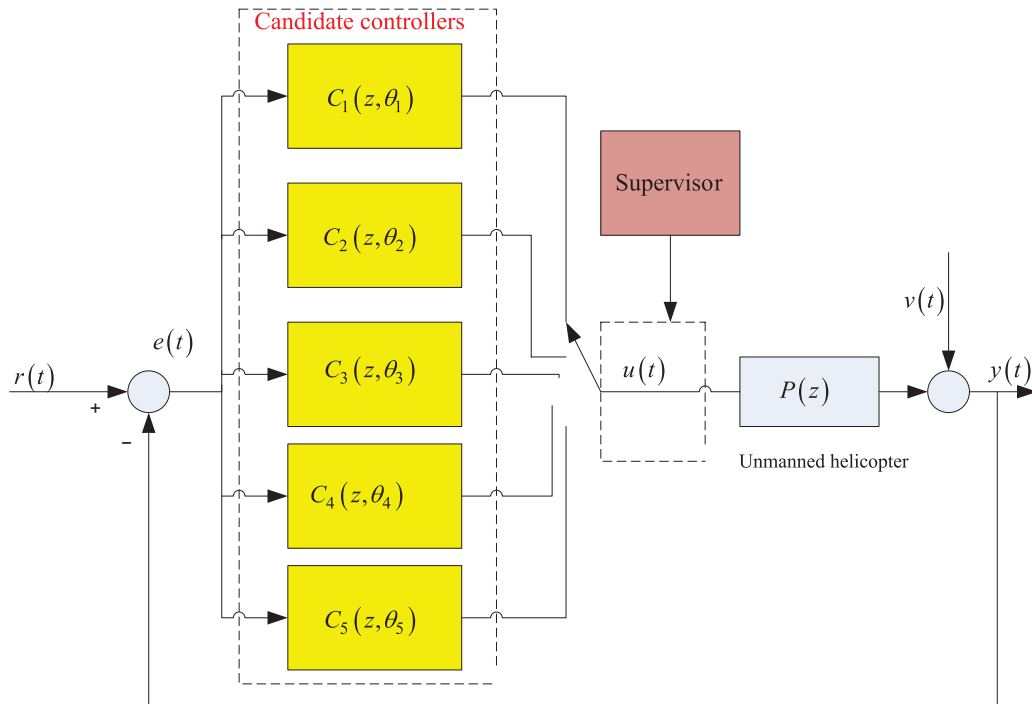 Candidate controllers
C₁(z,θ₁)
Supervisor
C₂(z,θ₂)
v(t)
e(t)
r(t)
+
−
C₃(z,θ₃)
u(t)
P(z)
y(t)
Unmanned helicopter
C₄(z,θ₄)
C₅(z,θ₅)